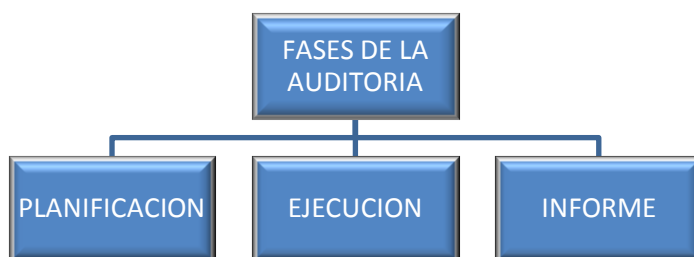 FASES DE LA
AUDITORIA
PLANIFICACION
EJECUCION
INFORME